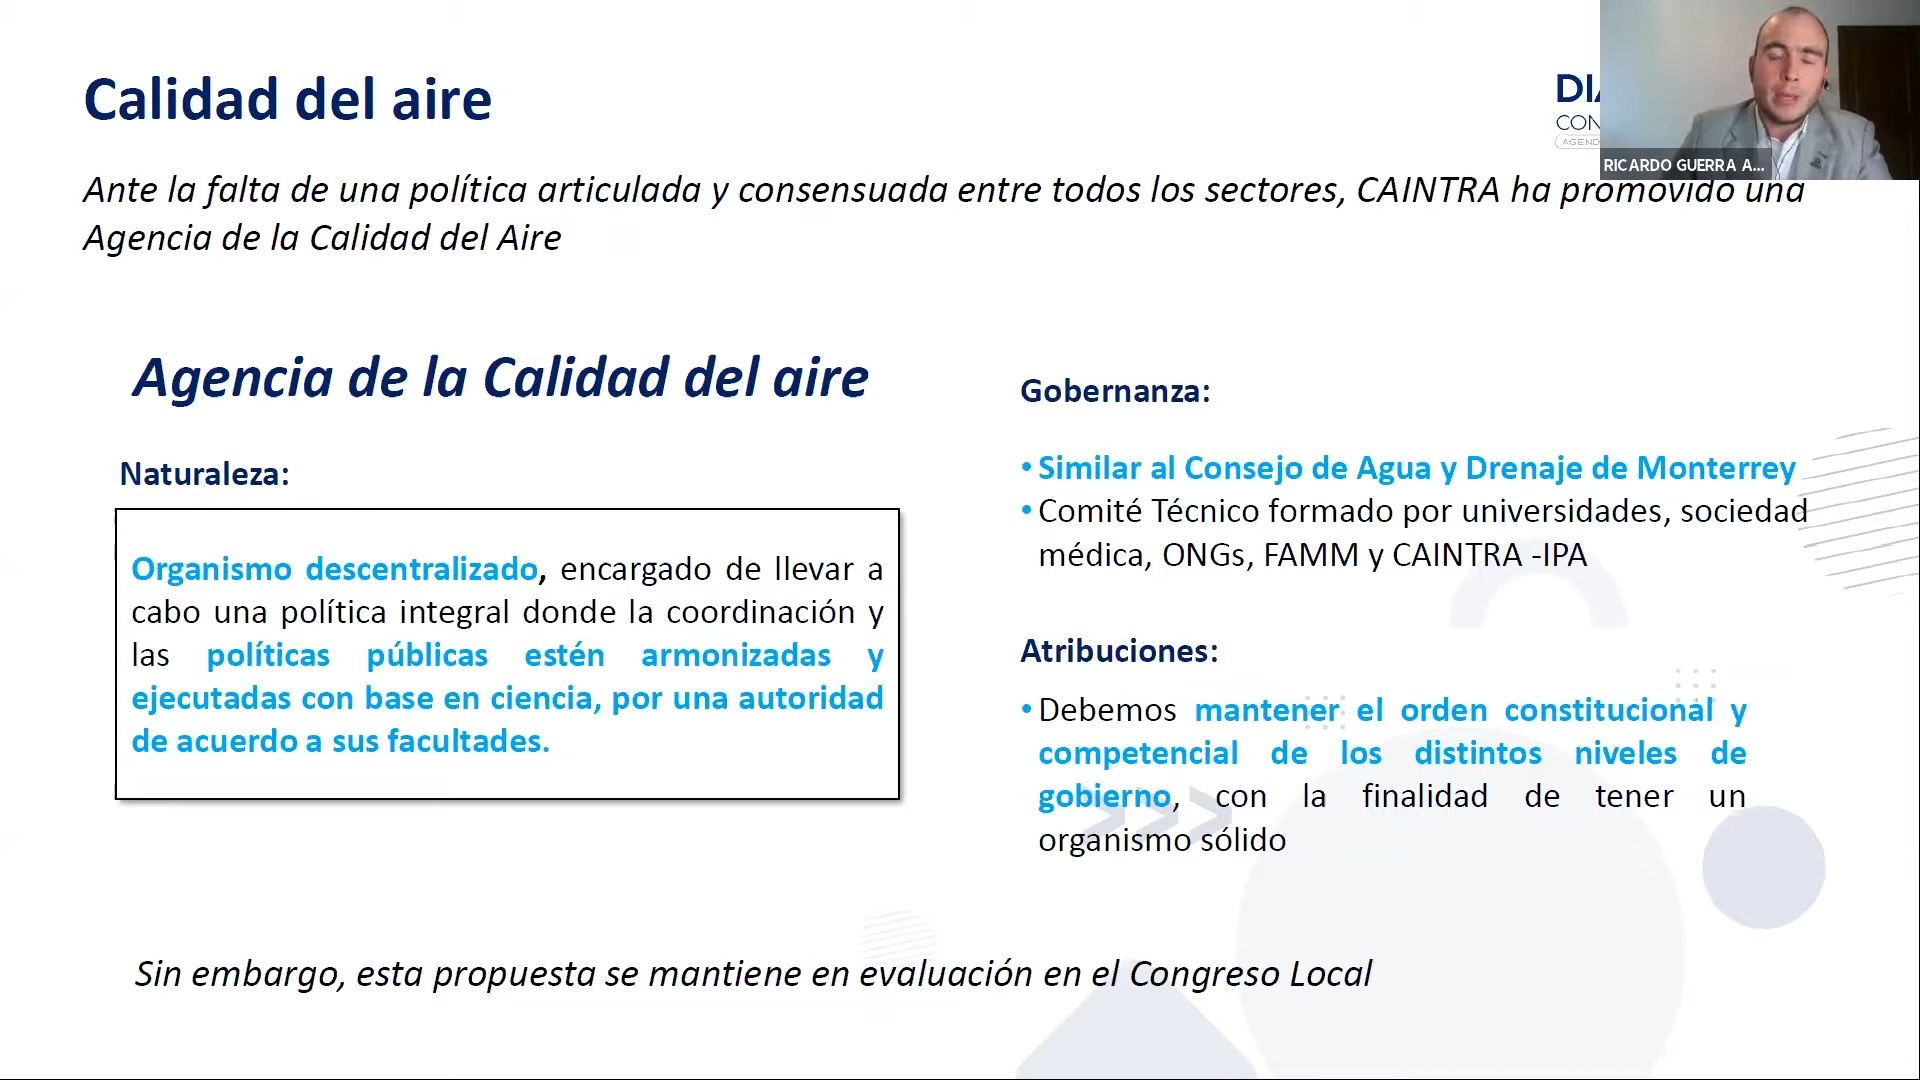 Calidad del aire
DI
CON
AGEND
RICARDO GUERRA A...
Ante la falta de una política articulada y consensuada entre todos los sectores, CAINTRA ha promovido una
Agencia de la Calidad del Aire
Agencia de la Calidad del aire
Naturaleza:
Organismo descentralizado, encargado de llevar a
cabo una política integral donde la coordinación y
las políticas públicas estén armonizadas y
ejecutadas con base en ciencia, por una autoridad
de acuerdo a sus facultades.
Gobernanza:
• Similar al Consejo de Agua y Drenaje de Monterrey
• Comité Técnico formado por universidades, sociedad
médica, ONGs, FAMM y CAINTRA -IPA
Atribuciones:
• Debemos mantener el orden constitucional y
competencial de los distintos niveles de
gobierno, con la finalidad de tener un
organismo sólido
Sin embargo, esta propuesta se mantiene en evaluación en el Congreso Local